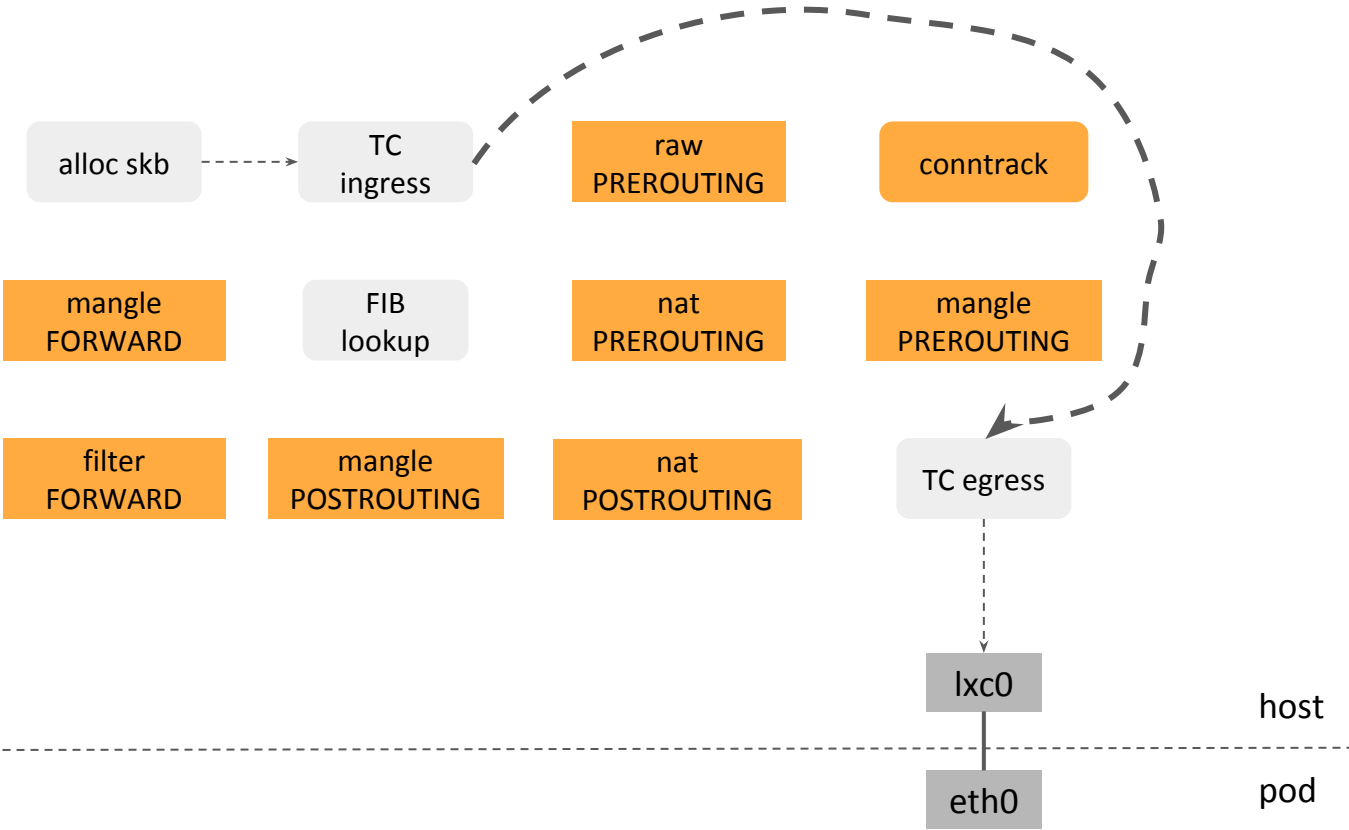 alloc skb
TC
ingress
raw
PREROUTING
conntrack
mangle
FORWARD
FIB
lookup
nat
PREROUTING
mangle
PREROUTING
filter
FORWARD
mangle
POSTROUTING
nat
POSTROUTING
TC egress
lxc0
host
eth0
pod